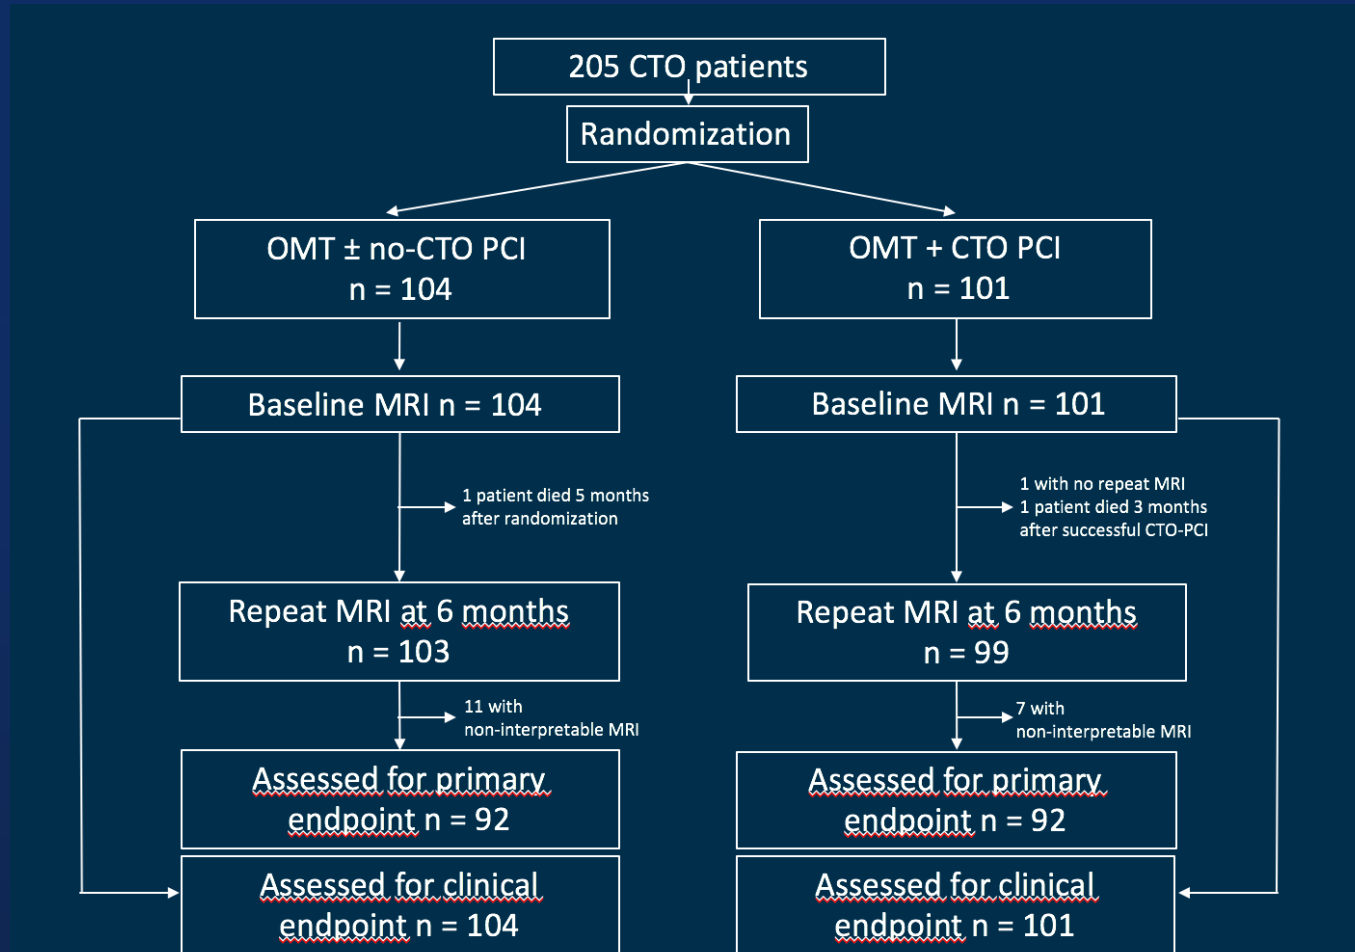 205 CTO patients
Randomization
OMT ± no-CTO PCI
n = 104
OMT + CTO PCI
n = 101
Baseline MRI n = 104
Baseline MRI n = 101
1 patient died 5 months
after randomization
1 with no repeat MRI
1 patient died 3 months
after successful CTO-PCI
Repeat MRI at 6 months
n = 103
Repeat MRI at 6 months
n = 99
11 with
non-interpretable MRI
7 with
non-interpretable MRI
Assessed for primary
endpoint n = 92
Assessed for primary
endpoint n = 92
Assessed for clinical
endpoint n = 104
Assessed for clinical
endpoint n = 101